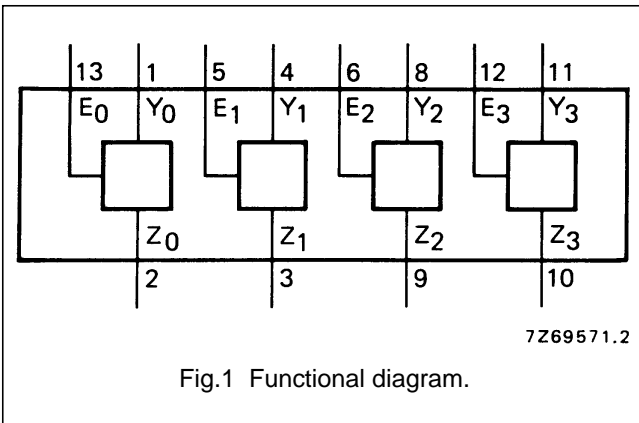 13 1 5 4 6 8 12 11
E0 Y0 E1 Y1 E2 Y2 E3 Y3
Z0 Z1 Z2 Z3
2 3 9 10
7Z69571.2
Fig.1 Functional diagram.